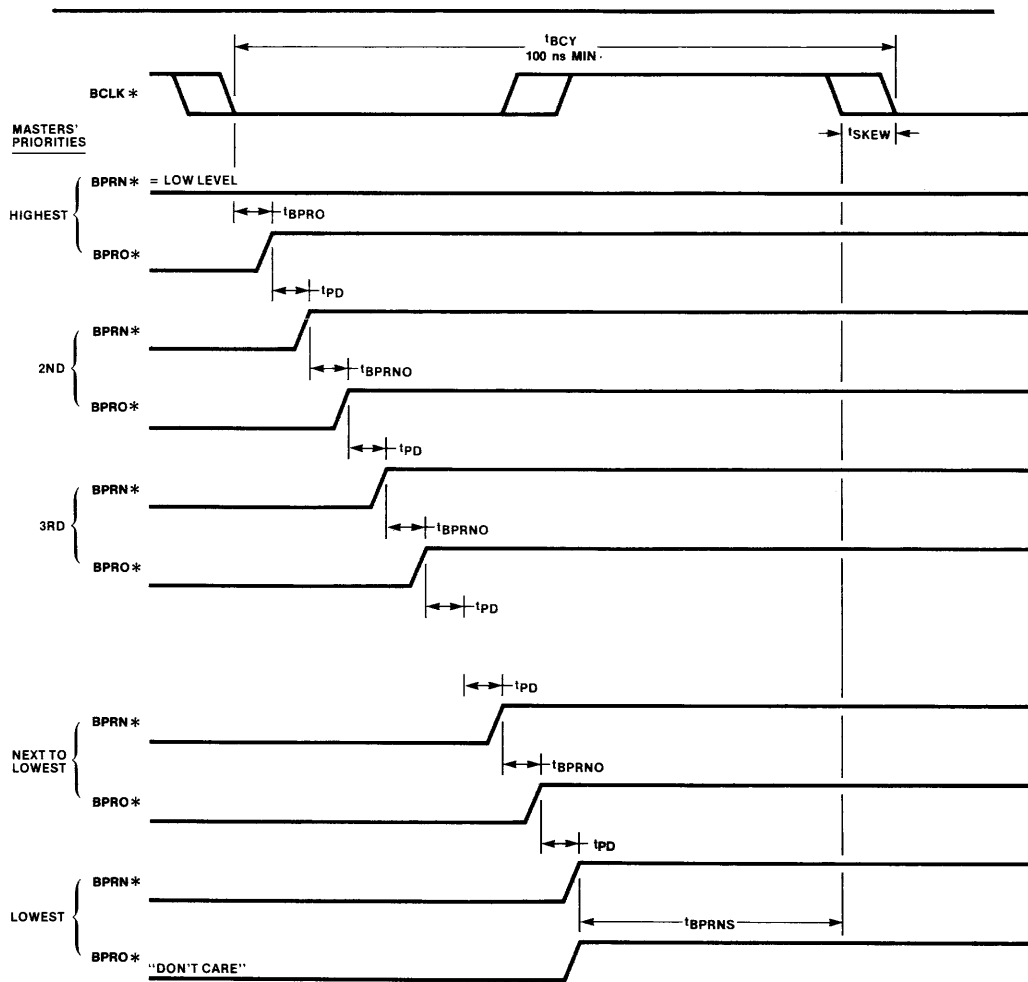 tBCY
100 ns MIN.
BCLK*
tSKEW
MASTERS'
PRIORITIES
BPRN* = LOW LEVEL
HIGHEST
tBPRO
BPRO*
tPD
BPRN*
2ND
tBPRNO
BPRO*
tPD
BPRN*
3RD
tBPRNO
BPRO*
tPD
tPD
BPRN*
NEXT TO
LOWEST
tBPRNO
BPRO*
tPD
BPRN*
LOWEST
tBPRNS
BPRO* "DON'T CARE"